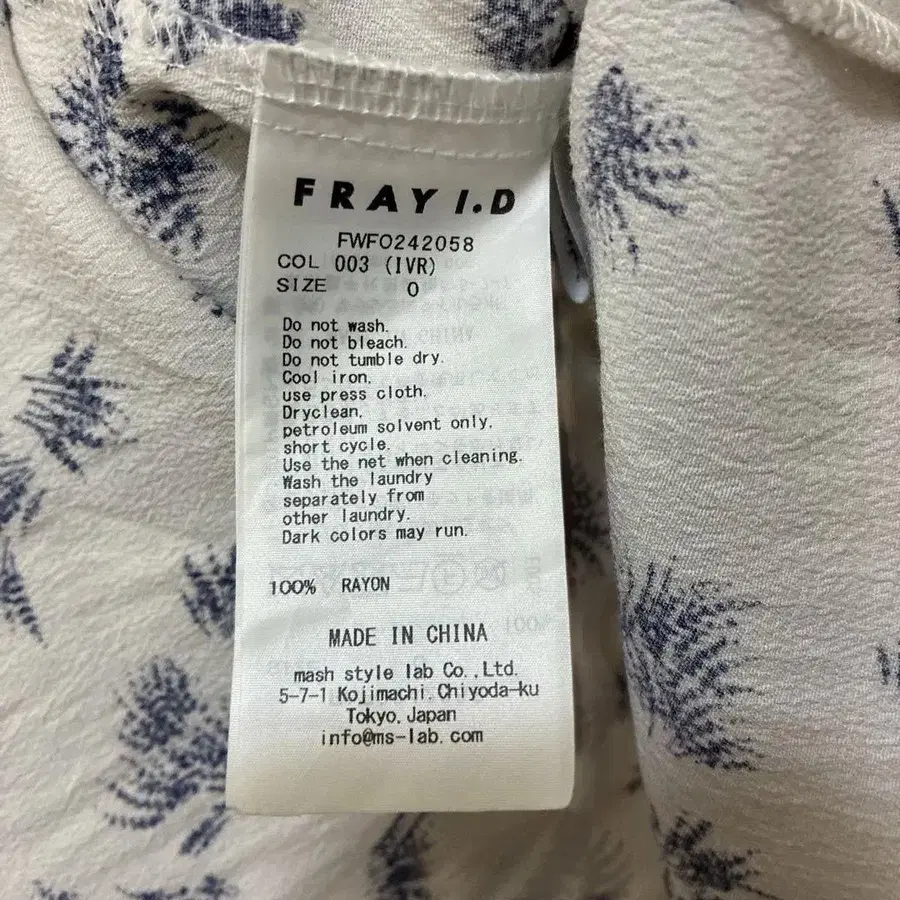 FRAY I.D
FWFO242058
COL 003 (IVR)
SIZE 0
Do not wash.
Do not bleach.
Do not tumble dry.
Cool iron,
use press cloth.
Dryclean,
petroleum solvent only,
short cycle.
Use the net when cleaning.
Wash the laundry
separately from
other laundry.
Dark colors may run.
100% RAYON
MADE IN CHINA
mash style lab Co.,Ltd.
5-7-1 Kojimachi, Chiyoda-ku
Tokyo, Japan
info@ms-lab.com